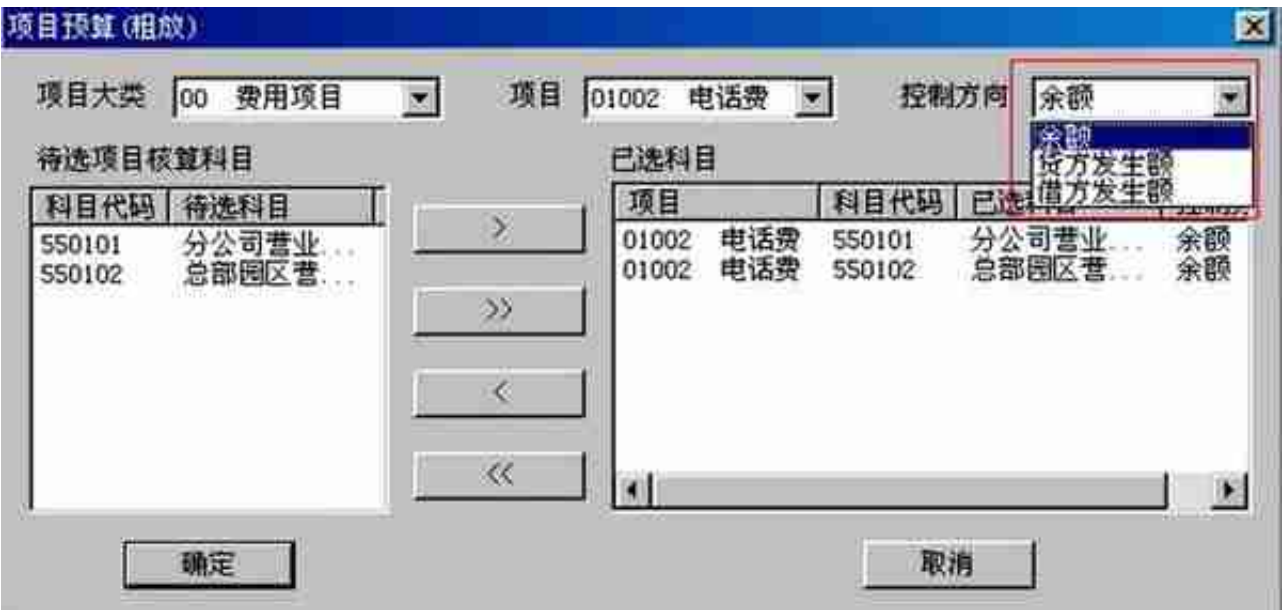 项目预算(粗放)
项目大类 00 费用项目 项目 01002 电话费 控制方向 余额
余额
贷方发生额
借方发生额
待选项目核算科目 已选科目
科目代码 待选科目 项目 科目代码
550101 分公司营业... 01002 电话费 550101 分公司营业... 余额
550102 总部园区营... 01002 电话费 550102 总部园区营... 余额
>
>>
<
<<
确定 取消